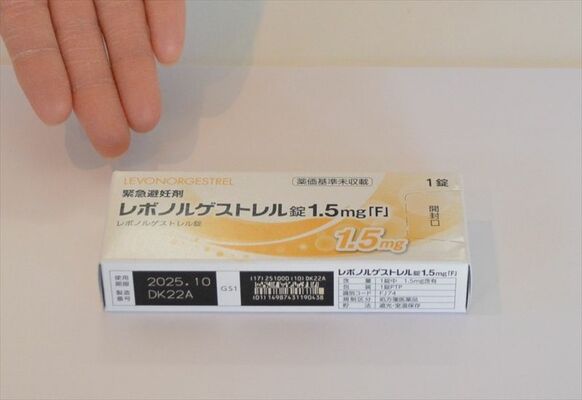 LEVONORGESTREL
緊急避妊剤
薬価基準未収載
1錠
レボノルゲストレル錠1.5mg「F」
レボノルゲストレル錠
開封口
1.5mg
使用期限
2025.10
製造番号
DK22A
GS1
(17)251000(10)DK22A
(01)14987431190438
レボノルゲストレル錠1.5mg「F」
含量 1錠中 1.5mg含有
包装 1錠PTP
識別コード FJ74
規制区分 処方箋医薬品
貯法 遮光・室温保存